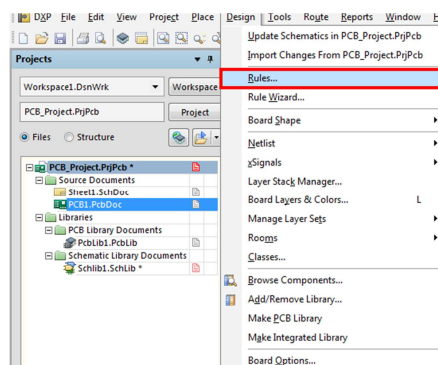 DXP File Edit View Project Place Design Tools Route Reports Window
Update Schematics in PCB_Project.PrjPcb
Import Changes From PCB_Project.PrjPcb
Rules...
Rule Wizard...
Board Shape
Netlist
xSignals
Layer Stack Manager...
Board Layers & Colors... L
Manage Layer Sets
Rooms
Classes...
Browse Components...
Add/Remove Library...
Make PCB Library
Make Integrated Library
Board Options...
Projects
Workspace1.DsnWrk Workspace
PCB_Project.PrjPcb Project
Files Structure
PCB_Project.PrjPcb *
Source Documents
Sheet1.SchDoc
PCB1.PcbDoc
Libraries
PCB Library Documents
PcbLib1.PcbLib
Schematic Library Documents
Schlib1.SchLib *